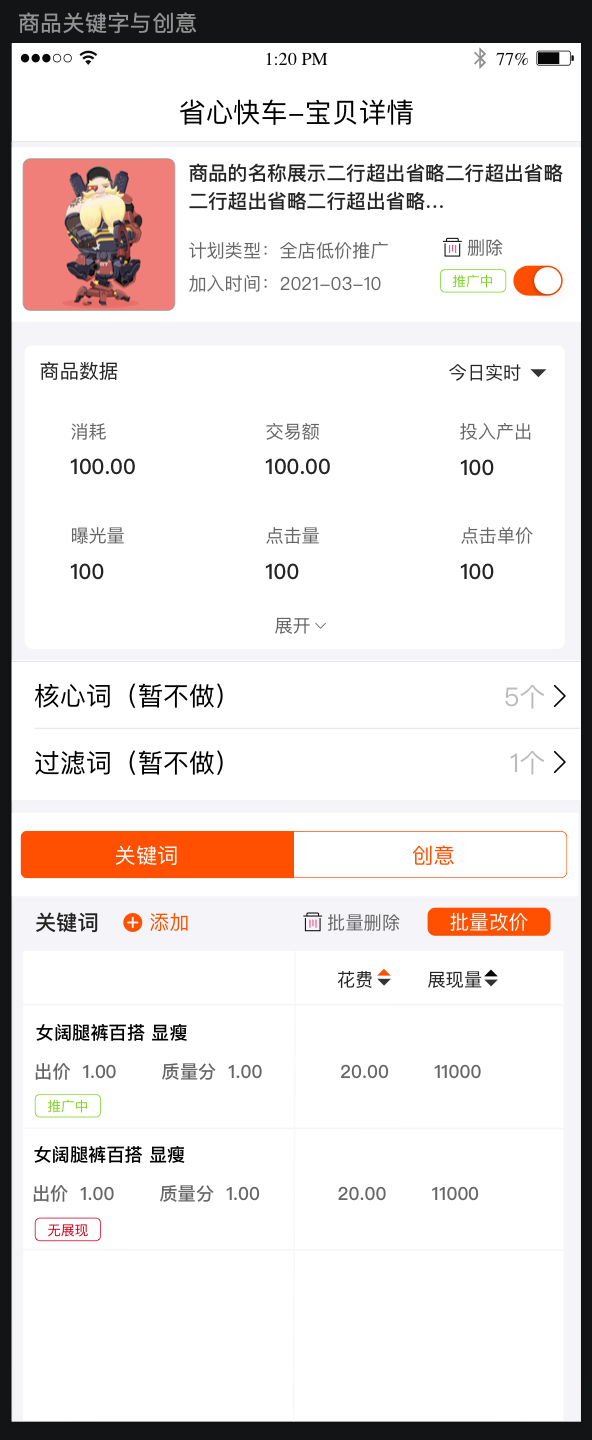 商品关键字与创意
1:20 PM 77%
省心快车-宝贝详情
商品的名称展示二行超出省略二行超出省略
二行超出省略二行超出省略...
计划类型：全店低价推广 删除
加入时间：2021-03-10 推广中
商品数据 今日实时
消耗 交易额 投入产出
100.00 100.00 100
曝光量 点击量 点击单价
100 100 100
展开
核心词（暂不做） 5个
过滤词（暂不做） 1个
关键词 创意
关键词 添加 批量删除 批量改价
花费 展现量
女阔腿裤百搭 显瘦
出价 1.00 质量分 1.00 20.00 11000
推广中
女阔腿裤百搭 显瘦
出价 1.00 质量分 1.00 20.00 11000
无展现